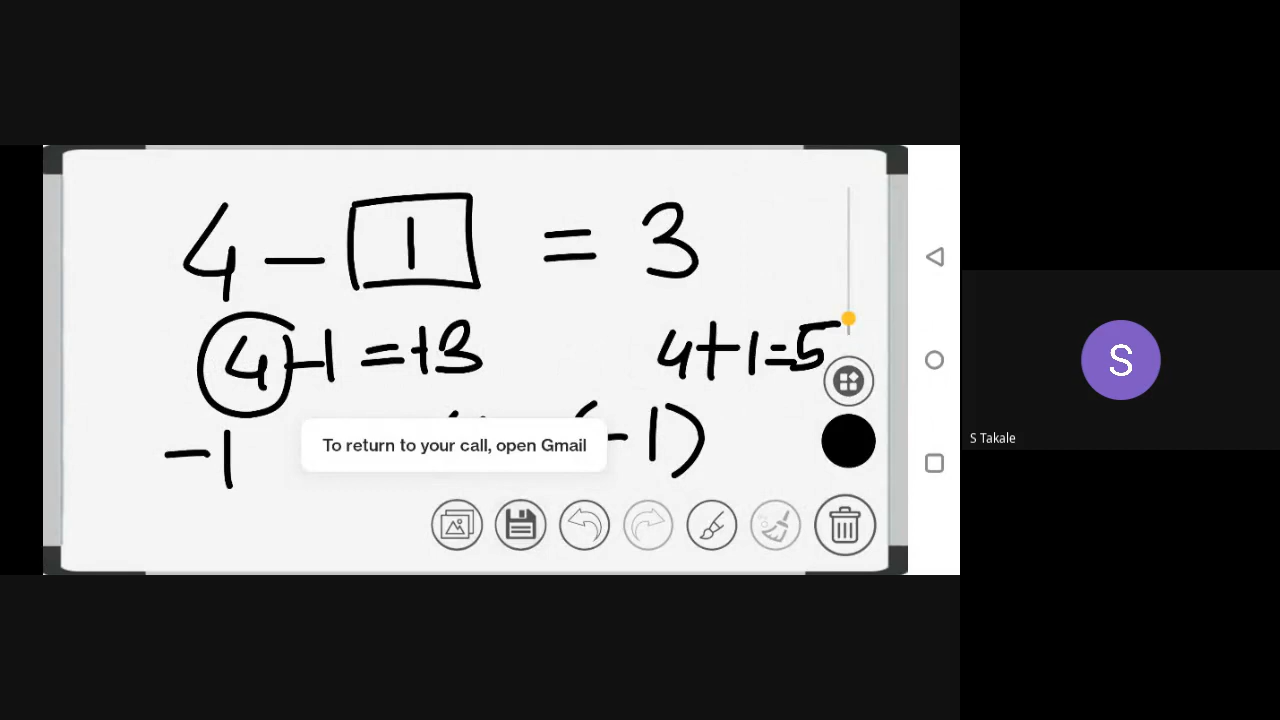 4 - 1 = 3
4 - 1 = +3 4 + 1 = 5
-1 - 1)
To return to your call, open Gmail
S
S Takale